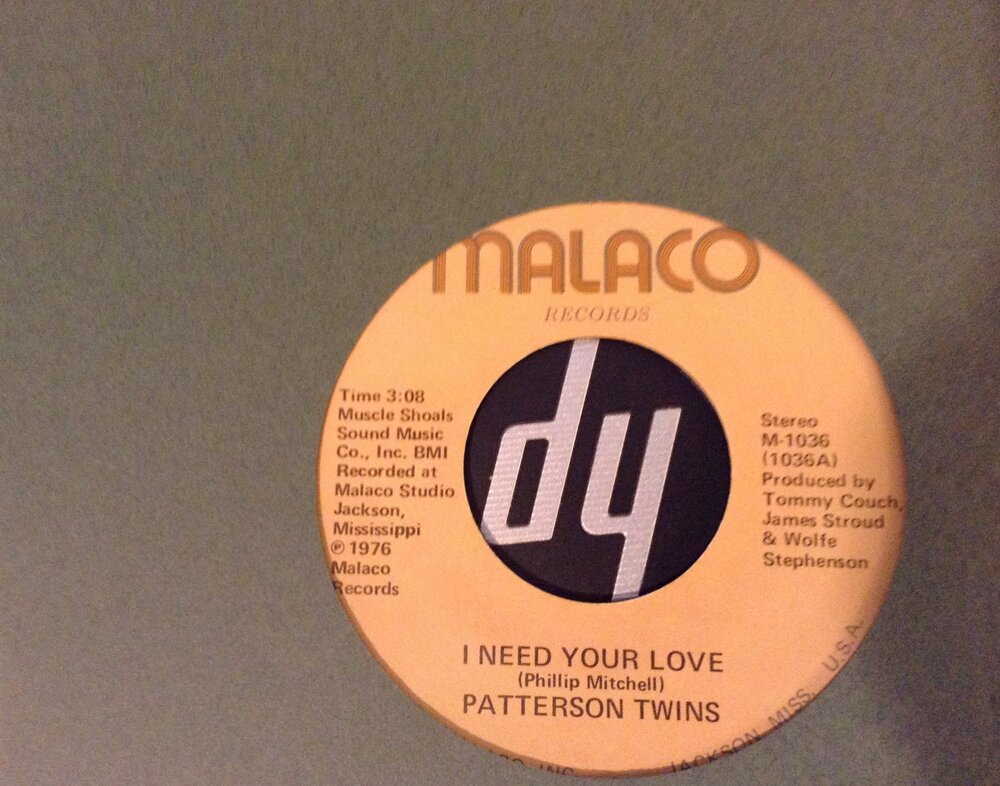 MALACO
RECORDS
Time 3:08
Muscle Shoals
Sound Music
Co., Inc. BMI
Recorded at
Malaco Studio
Jackson,
Mississippi
℗ 1976
Malaco
Records
dy
Stereo
M-1036
(1036A)
Produced by
Tommy Couch,
James Stroud
& Wolfe
Stephenson
I NEED YOUR LOVE
(Phillip Mitchell)
PATTERSON TWINS
JACKSON, MISS. U.S.A.